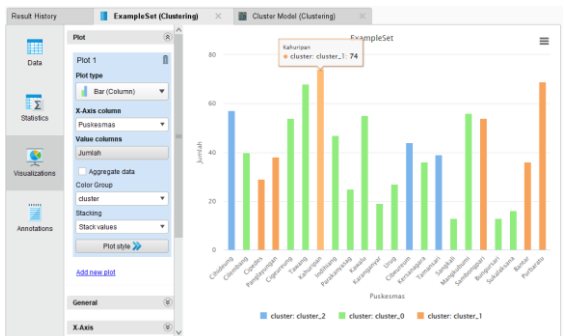 Result History
ExampleSet (Clustering)
Cluster Model (Clustering)
Data
Statistics
Visualizations
Annotations
Plot
Plot 1
Plot type
Bar (Column)
X-Axis column
Puskesmas
Value columns
Jumlah
Aggregate data
Color Group
cluster
Stacking
Stack values
Plot style
Add new plot
General
X-Axis
ExampleSet
Kahuripan
cluster: cluster_1: 74
80
60
40
20
0
Jumlah
Cihideung
Cilembang
Cipedes
Panglayungan
Cigeureung
Tawang
Kahuripan
Indihiang
Parakannyasag
Kawalu
Karanganyar
Urug
Cibeureum
Kersanagara
Tamansari
Sangkali
Mangkubumi
Sambongpari
Bungursari
Sukalaksana
Bantar
Purbaratu
Puskesmas
cluster: cluster_2
cluster: cluster_0
cluster: cluster_1